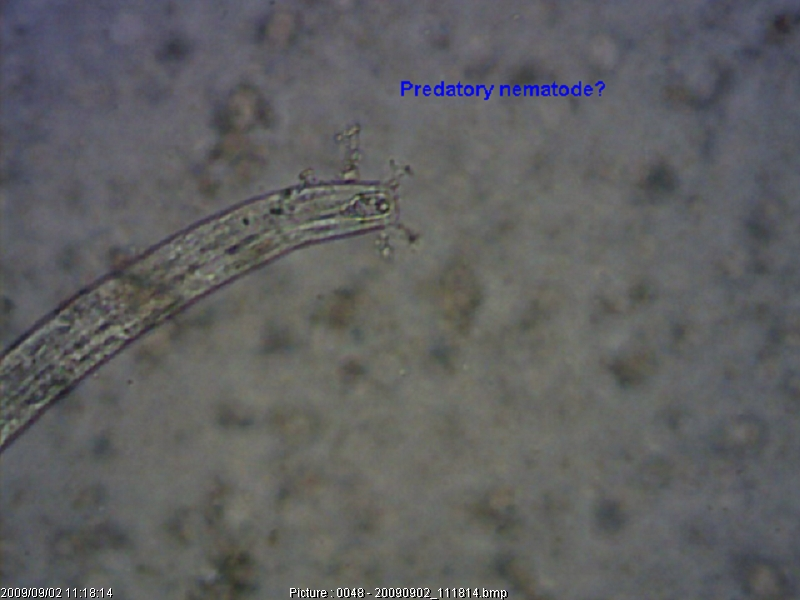 Predatory nematode?
2009/09/02 11:18:14
Picture : 0048 - 20090902_111814.bmp